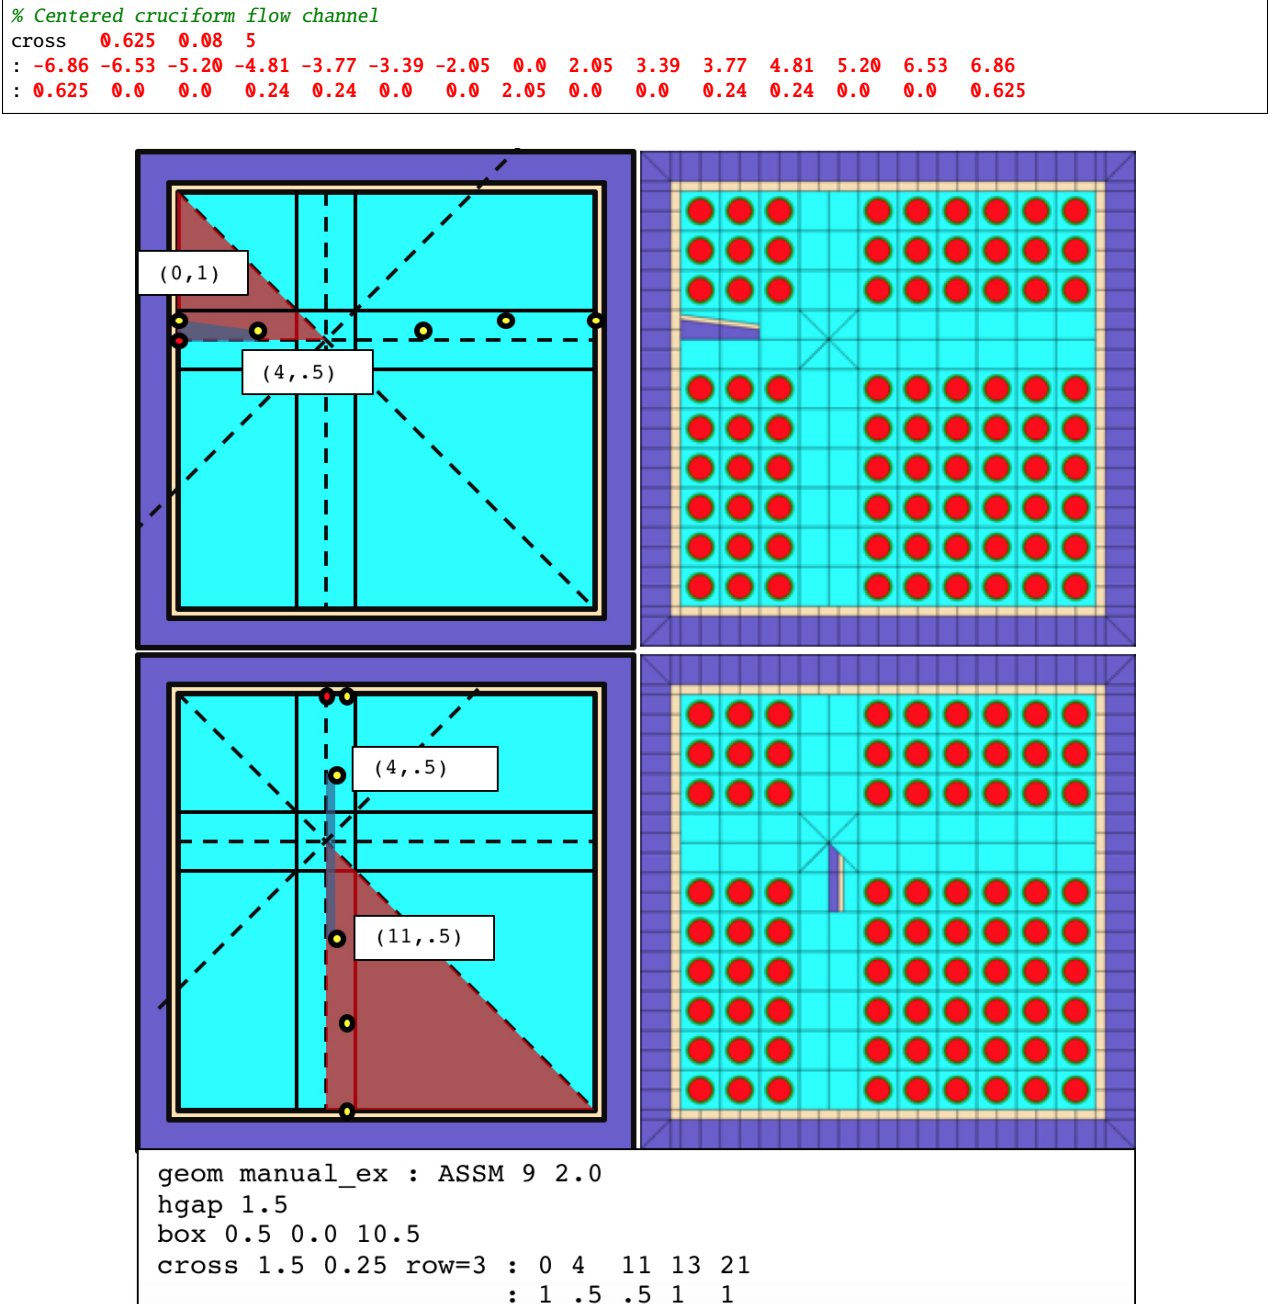 % Centered cruciform flow channel
cross 0.625 0.08 5
: -6.86 -6.53 -5.20 -4.81 -3.77 -3.39 -2.05 0.0 2.05 3.39 3.77 4.81 5.20 6.53 6.86
: 0.625 0.0 0.0 0.24 0.24 0.0 0.0 2.05 0.0 0.0 0.24 0.24 0.0 0.0 0.625
(0,1)
(4,.5)
(4,.5)
(11,.5)
geom manual_ex : ASSM 9 2.0
hgap 1.5
box 0.5 0.0 10.5
cross 1.5 0.25 row=3 : 0 4 11 13 21
: 1 .5 .5 1 1